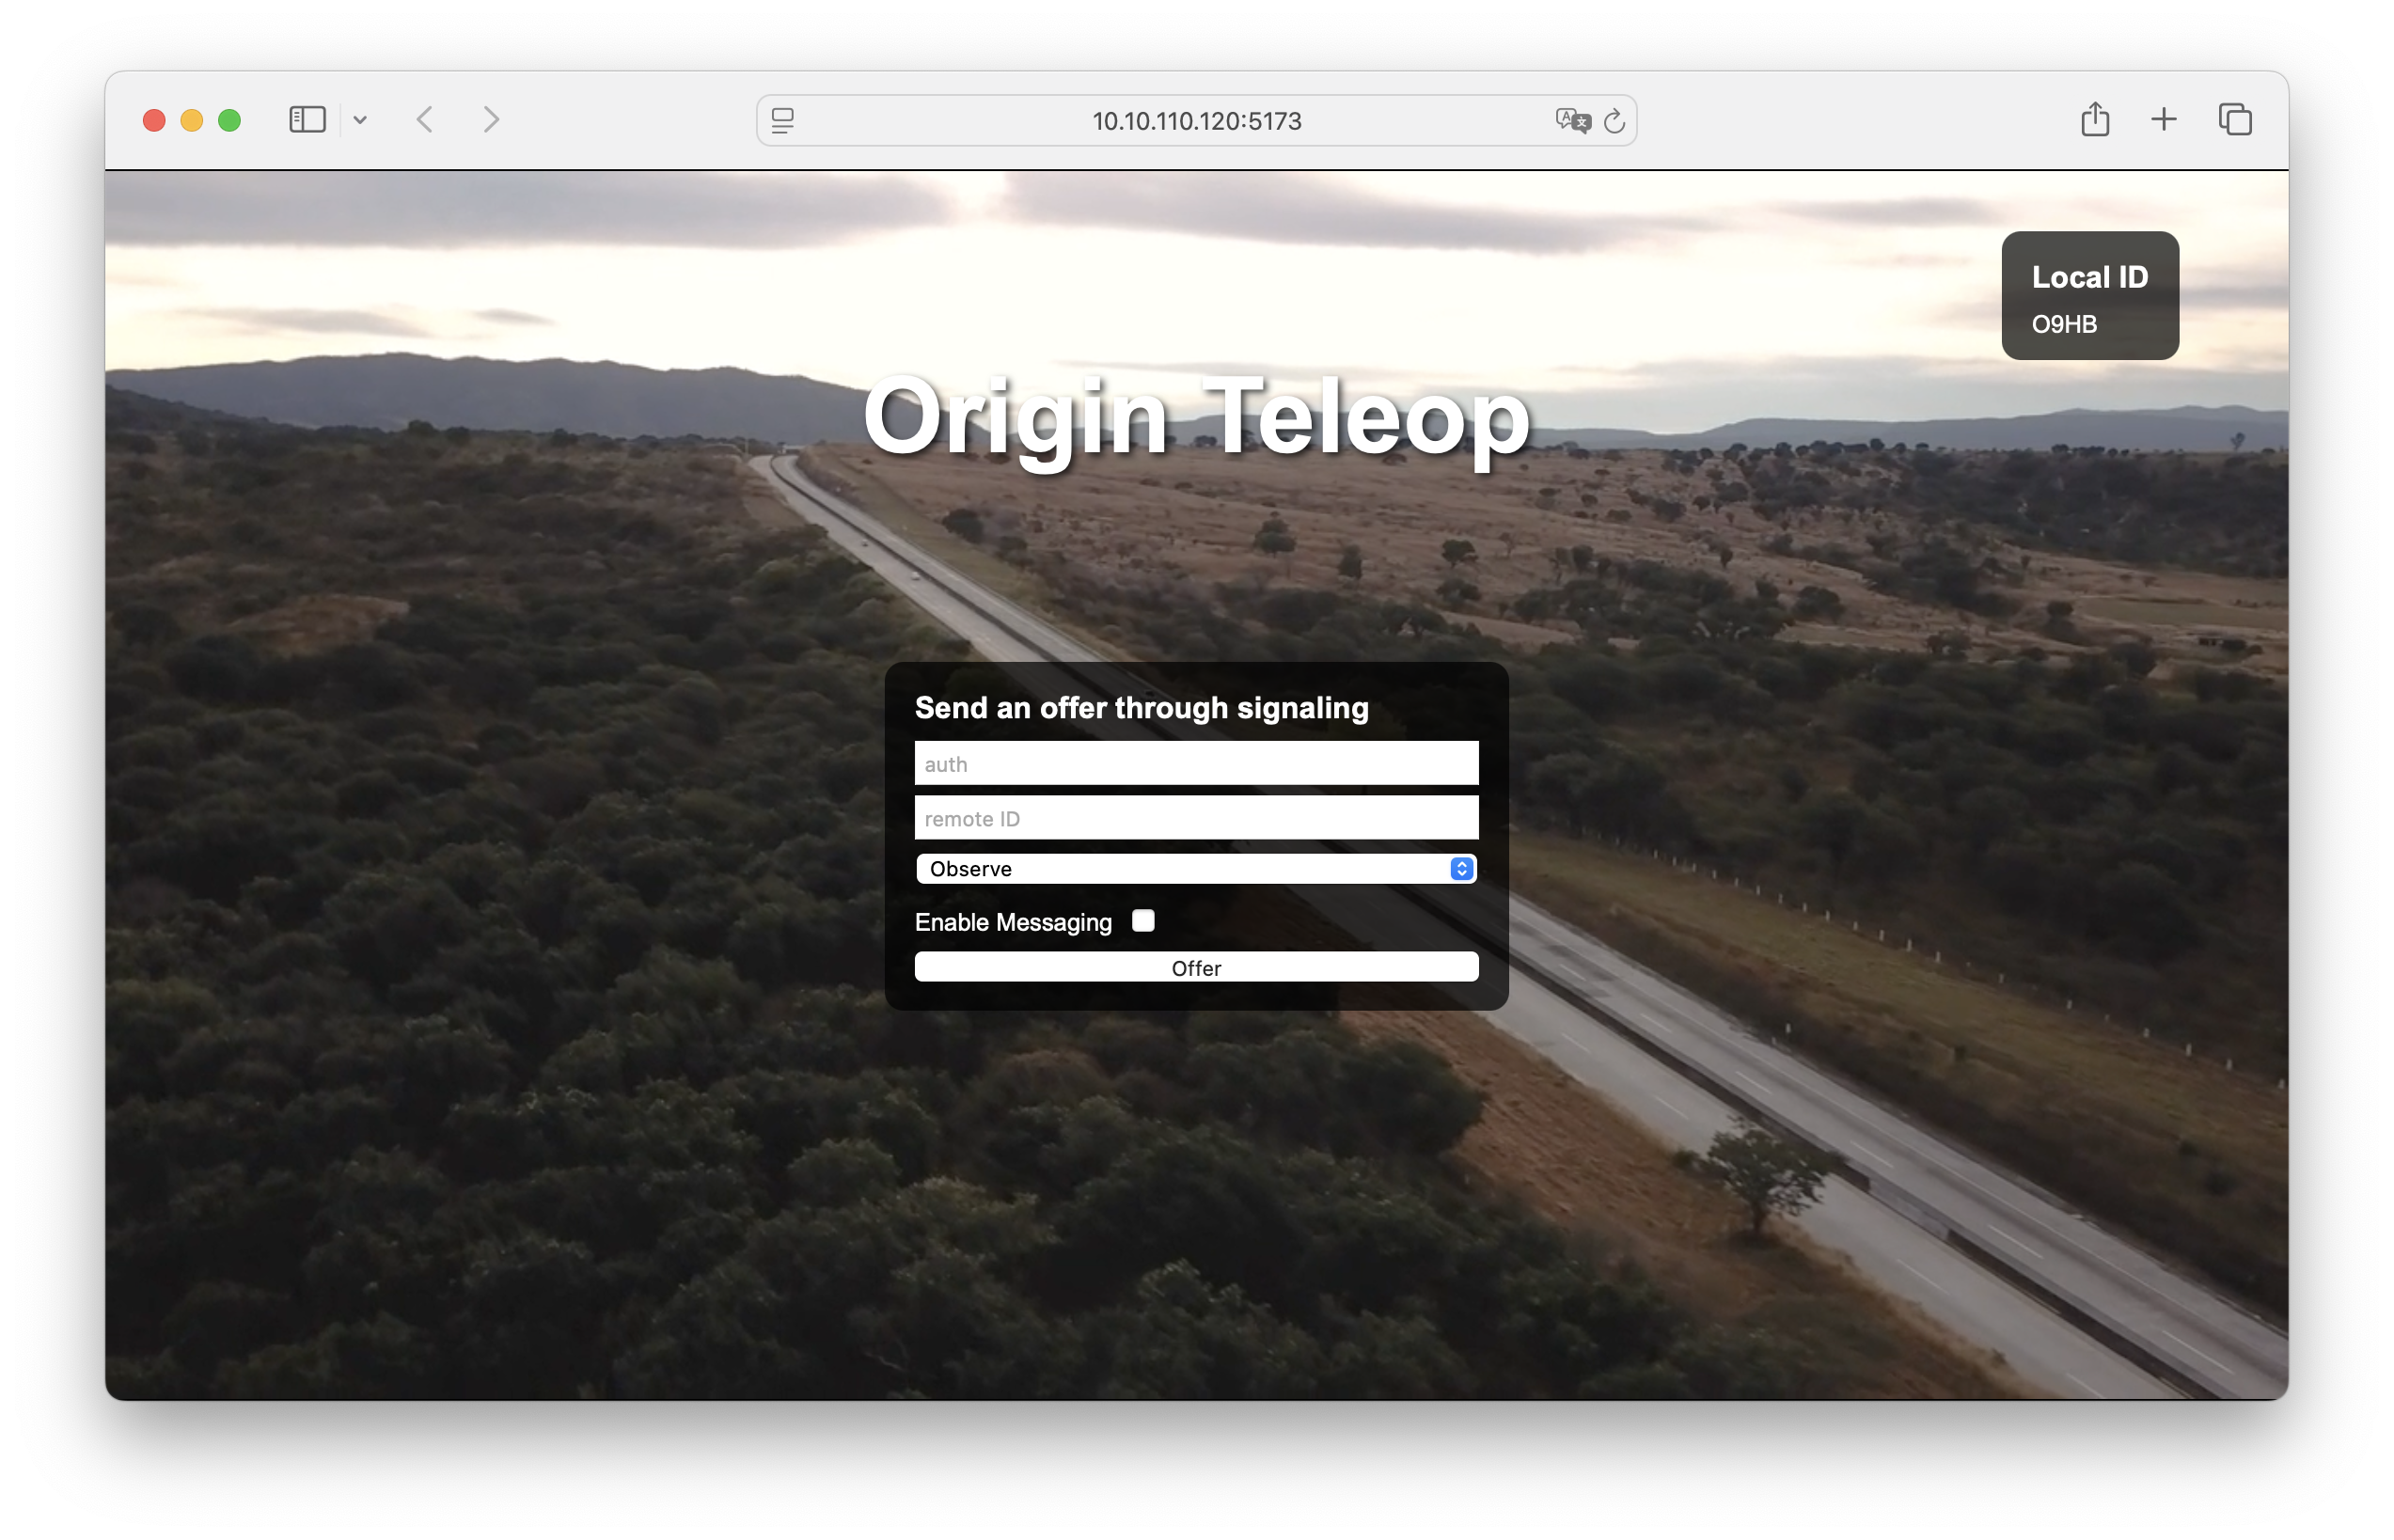 10.10.110.120:5173
Local ID
O9HB
Origin Teleop
Send an offer through signaling
auth
remote ID
Observe
Enable Messaging
Offer